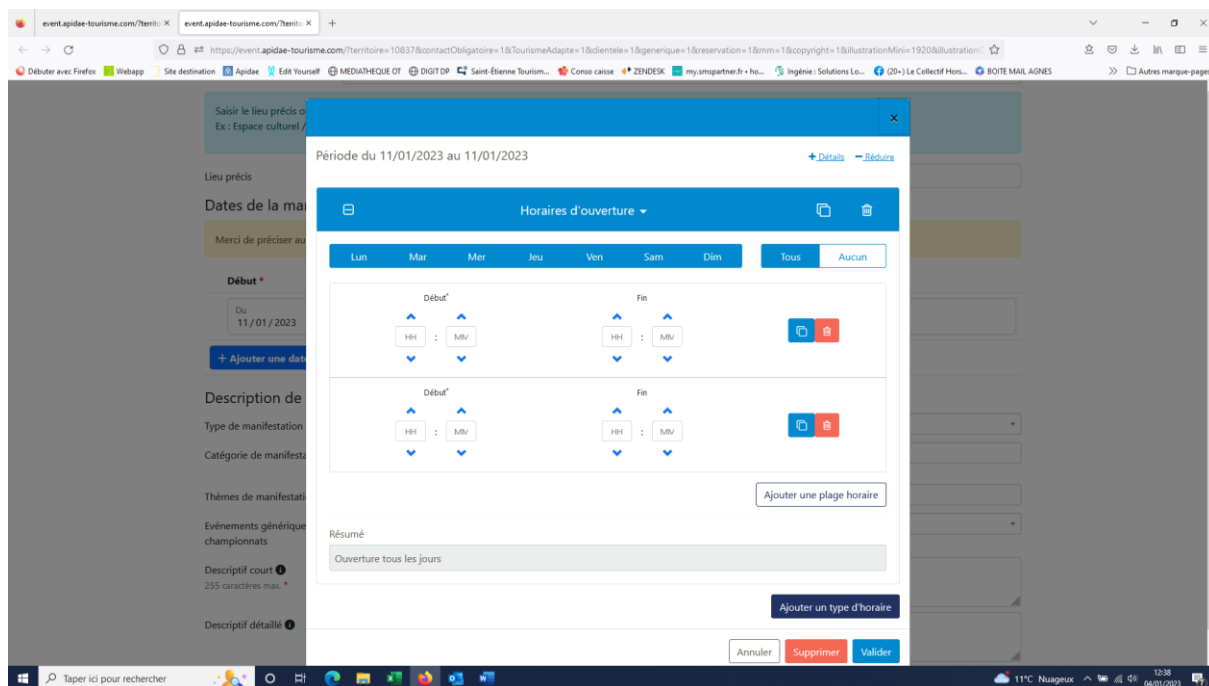 event.apidae-tourisme.com/?territo
event.apidae-tourisme.com/?territo
https://event.apidae-tourisme.com/?territoire=10837&contactObligatoire=1&TourismeAdapte=1&clientele=1&generique=1&reservation=1&mm=1&copyright=1&illustrationMini=1920&illustration
Débuter avec Firefox Webapp Site destination Apidae Edit Yourself MEDIATHEQUE OT DIGIT DP Saint-Étienne Tourism... Conso caisse ZENDESK my.smspartner.fr • ho... Ingénie : Solutions Lo... (20+) Le Collectif Hors... BOITE MAIL AGNES Autres marque-pages
Saisir le lieu précis o
Ex : Espace culturel /
Période du 11/01/2023 au 11/01/2023
+ Détails − Réduire
Lieu précis
Dates de la mai
Horaires d'ouverture
Merci de préciser au
Lun Mar Mer Jeu Ven Sam Dim Tous Aucun
Début *
Du
11/01/2023
Début* Fin
HH : MM HH : MM
+ Ajouter une date
Début* Fin
HH : MM HH : MM
Description de
Type de manifestation
Catégorie de manifesta
Thèmes de manifestati
Ajouter une plage horaire
Evénements générique
championnats
Résumé
Ouverture tous les jours
Descriptif court
255 caractères max. *
Ajouter un type d'horaire
Descriptif détaillé
Annuler Supprimer Valider
Taper ici pour rechercher
11°C Nuageux
12:38
04/01/2023